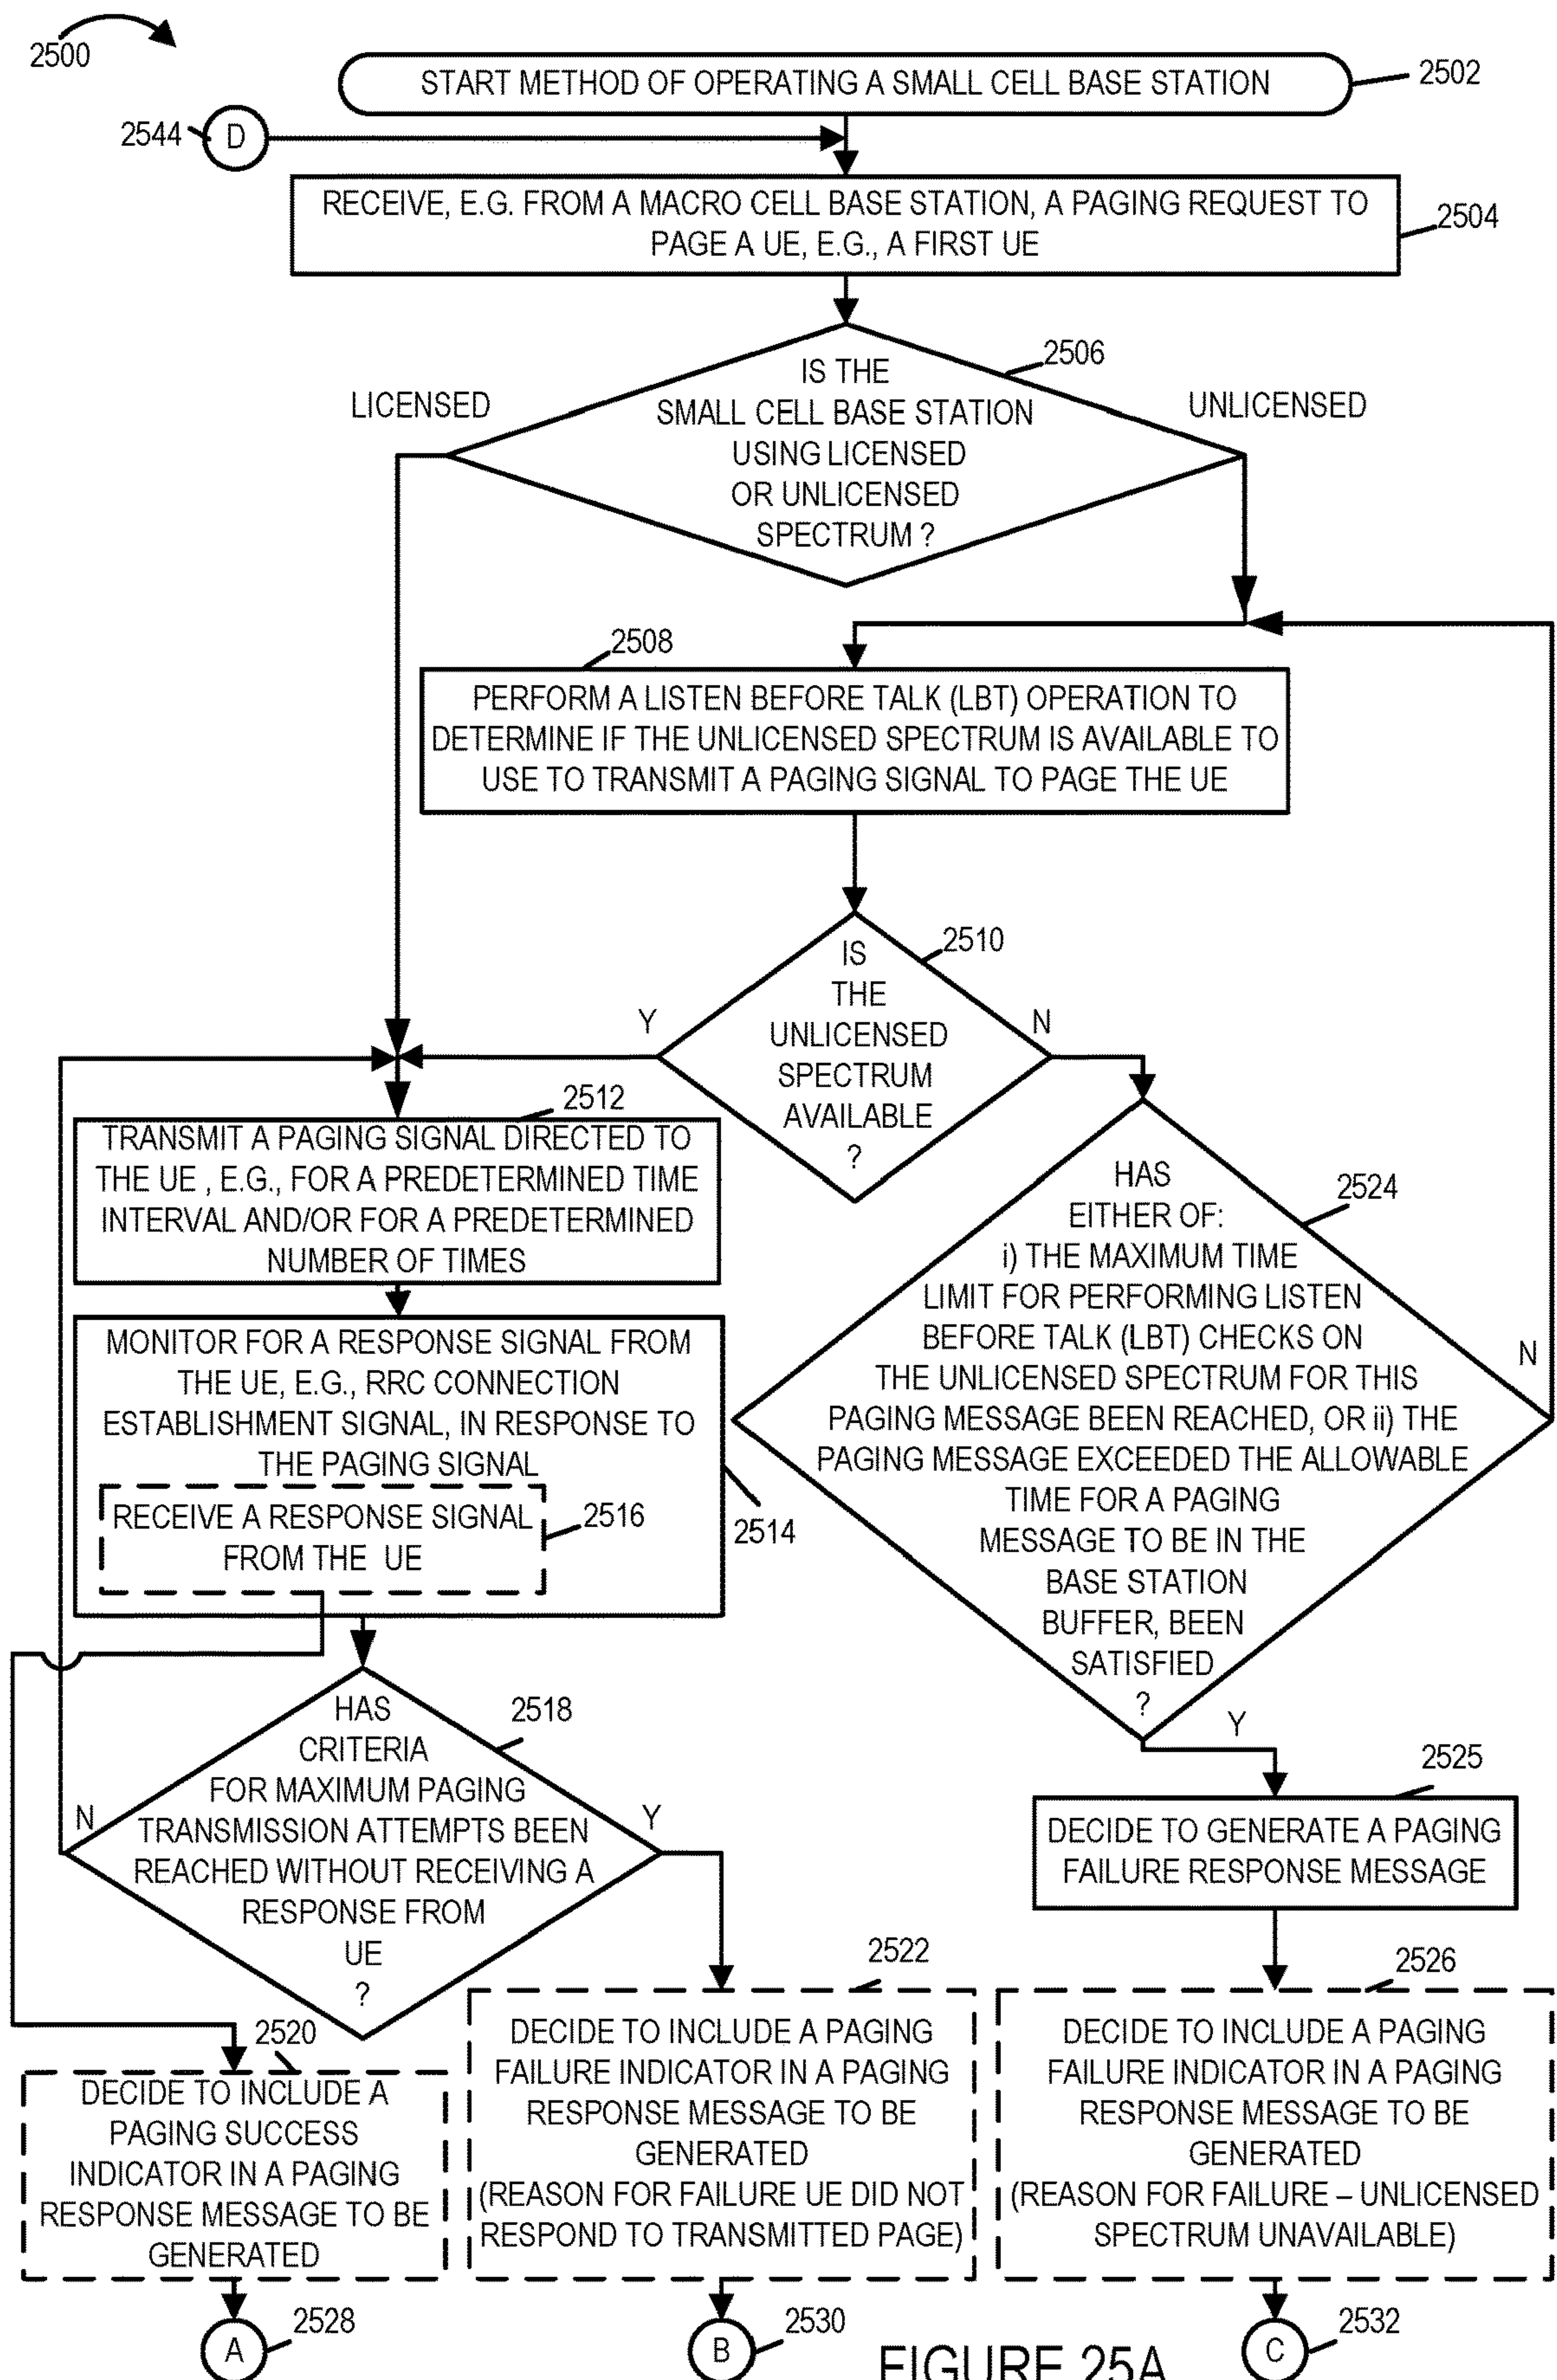 2500
START METHOD OF OPERATING A SMALL CELL BASE STATION
2502
2544
D
RECEIVE, E.G. FROM A MACRO CELL BASE STATION, A PAGING REQUEST TO
PAGE A UE, E.G., A FIRST UE
2504
2506
IS THE
SMALL CELL BASE STATION
USING LICENSED
OR UNLICENSED
SPECTRUM ?
LICENSED
UNLICENSED
2508
PERFORM A LISTEN BEFORE TALK (LBT) OPERATION TO
DETERMINE IF THE UNLICENSED SPECTRUM IS AVAILABLE TO
USE TO TRANSMIT A PAGING SIGNAL TO PAGE THE UE
2510
IS
THE
UNLICENSED
SPECTRUM
AVAILABLE
?
Y
N
2512
TRANSMIT A PAGING SIGNAL DIRECTED TO
THE UE , E.G., FOR A PREDETERMINED TIME
INTERVAL AND/OR FOR A PREDETERMINED
NUMBER OF TIMES
MONITOR FOR A RESPONSE SIGNAL FROM
THE UE, E.G., RRC CONNECTION
ESTABLISHMENT SIGNAL, IN RESPONSE TO
THE PAGING SIGNAL
2514
RECEIVE A RESPONSE SIGNAL
FROM THE UE
2516
2524
HAS
EITHER OF:
i) THE MAXIMUM TIME
LIMIT FOR PERFORMING LISTEN
BEFORE TALK (LBT) CHECKS ON
THE UNLICENSED SPECTRUM FOR THIS
PAGING MESSAGE BEEN REACHED, OR ii) THE
PAGING MESSAGE EXCEEDED THE ALLOWABLE
TIME FOR A PAGING
MESSAGE TO BE IN THE
BASE STATION
BUFFER, BEEN
SATISFIED
?
N
Y
2518
HAS
CRITERIA
FOR MAXIMUM PAGING
TRANSMISSION ATTEMPTS BEEN
REACHED WITHOUT RECEIVING A
RESPONSE FROM
UE
?
N
Y
2525
DECIDE TO GENERATE A PAGING
FAILURE RESPONSE MESSAGE
2520
DECIDE TO INCLUDE A
PAGING SUCCESS
INDICATOR IN A PAGING
RESPONSE MESSAGE TO BE
GENERATED
2522
DECIDE TO INCLUDE A PAGING
FAILURE INDICATOR IN A PAGING
RESPONSE MESSAGE TO BE
GENERATED
(REASON FOR FAILURE UE DID NOT
RESPOND TO TRANSMITTED PAGE)
2526
DECIDE TO INCLUDE A PAGING
FAILURE INDICATOR IN A PAGING
RESPONSE MESSAGE TO BE
GENERATED
(REASON FOR FAILURE – UNLICENSED
SPECTRUM UNAVAILABLE)
A
2528
B
2530
C
2532
FIGURE 25A